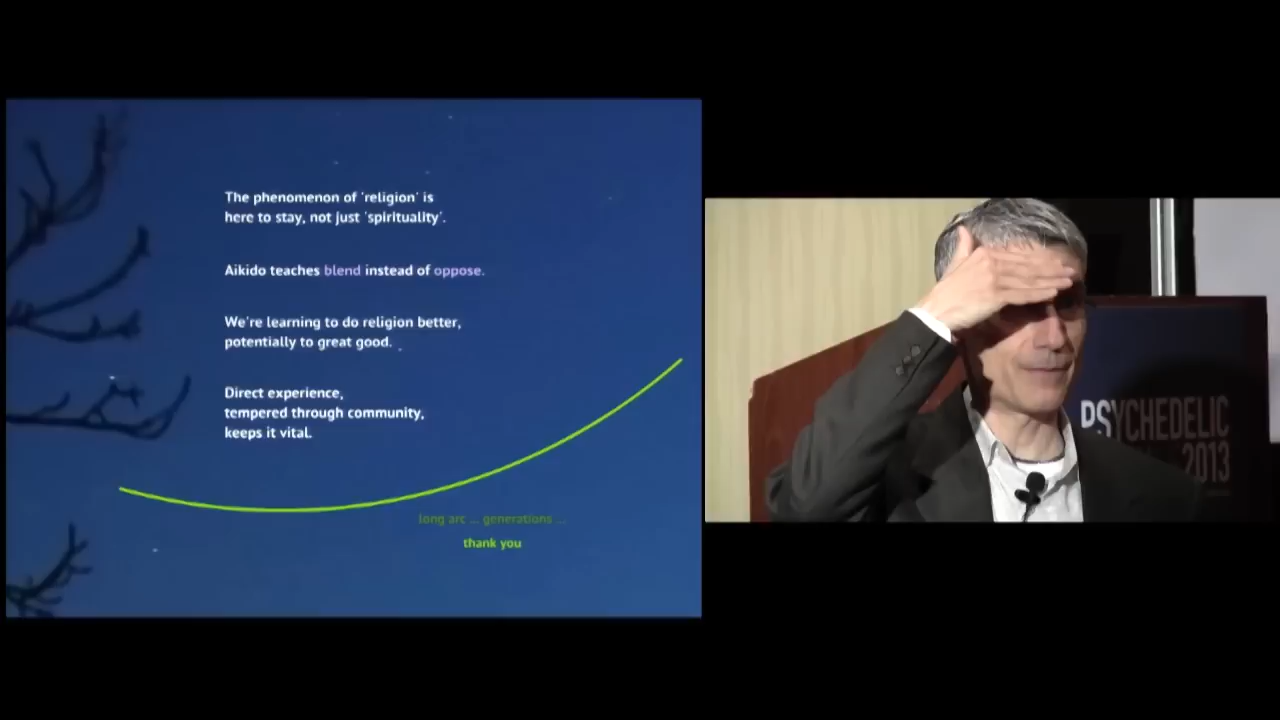 The phenomenon of 'religion' is
here to stay, not just 'spirituality'.
Aikido teaches blend instead of oppose.
We're learning to do religion better,
potentially to great good.
Direct experience,
tempered through community,
keeps it vital.
long arc ... generations ...
thank you
PSYCHEDELIC
2013